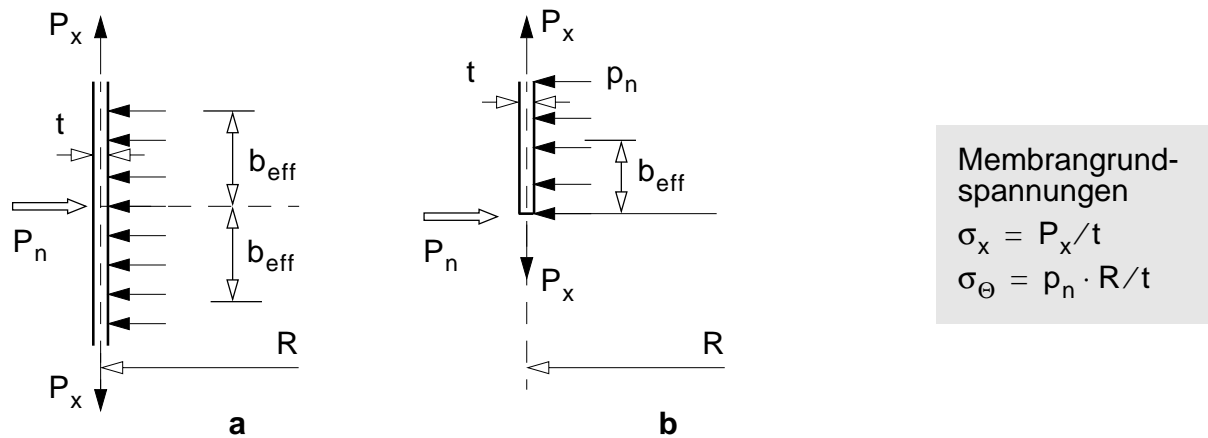 P_x
t
b_eff
P_n
b_eff
R
P_x
a
P_x
t
p_n
b_eff
P_n
P_x
R
b
Membrangrund-
spannungen
σ_x = P_x/t
σ_Θ = p_n · R/t